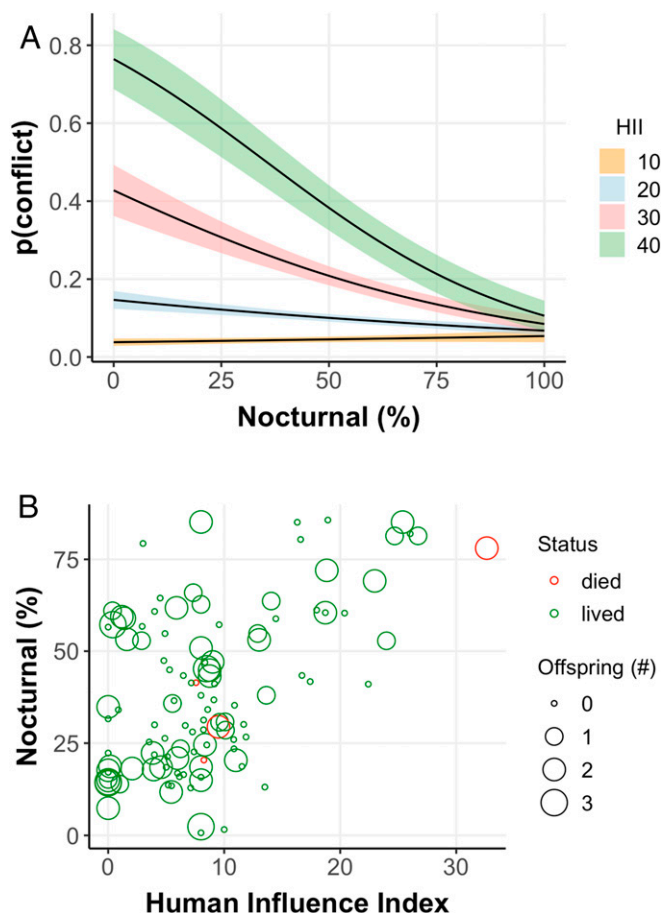 A
p(conflict)
0.8
0.6
0.4
0.2
0.0
0 25 50 75 100
Nocturnal (%)
HII
10
20
30
40
B
Nocturnal (%)
75
50
25
0
0 10 20 30
Human Influence Index
Status
died
lived
Offspring (#)
0
1
2
3